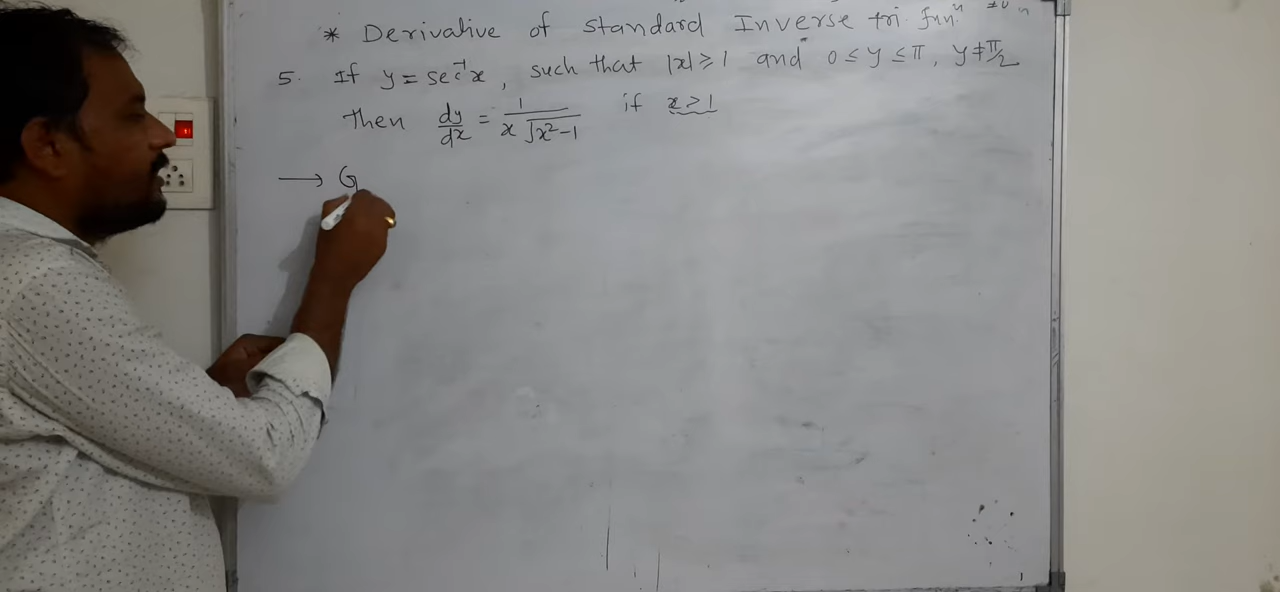 * Derivative of standard Inverse tri. funⁿ
5. If y = sec⁻¹x, such that |x| ≥ 1 and 0 ≤ y ≤ π, y ≠ π/2
then dy/dx = 1/(x √(x²-1)) if x > 1
→ G